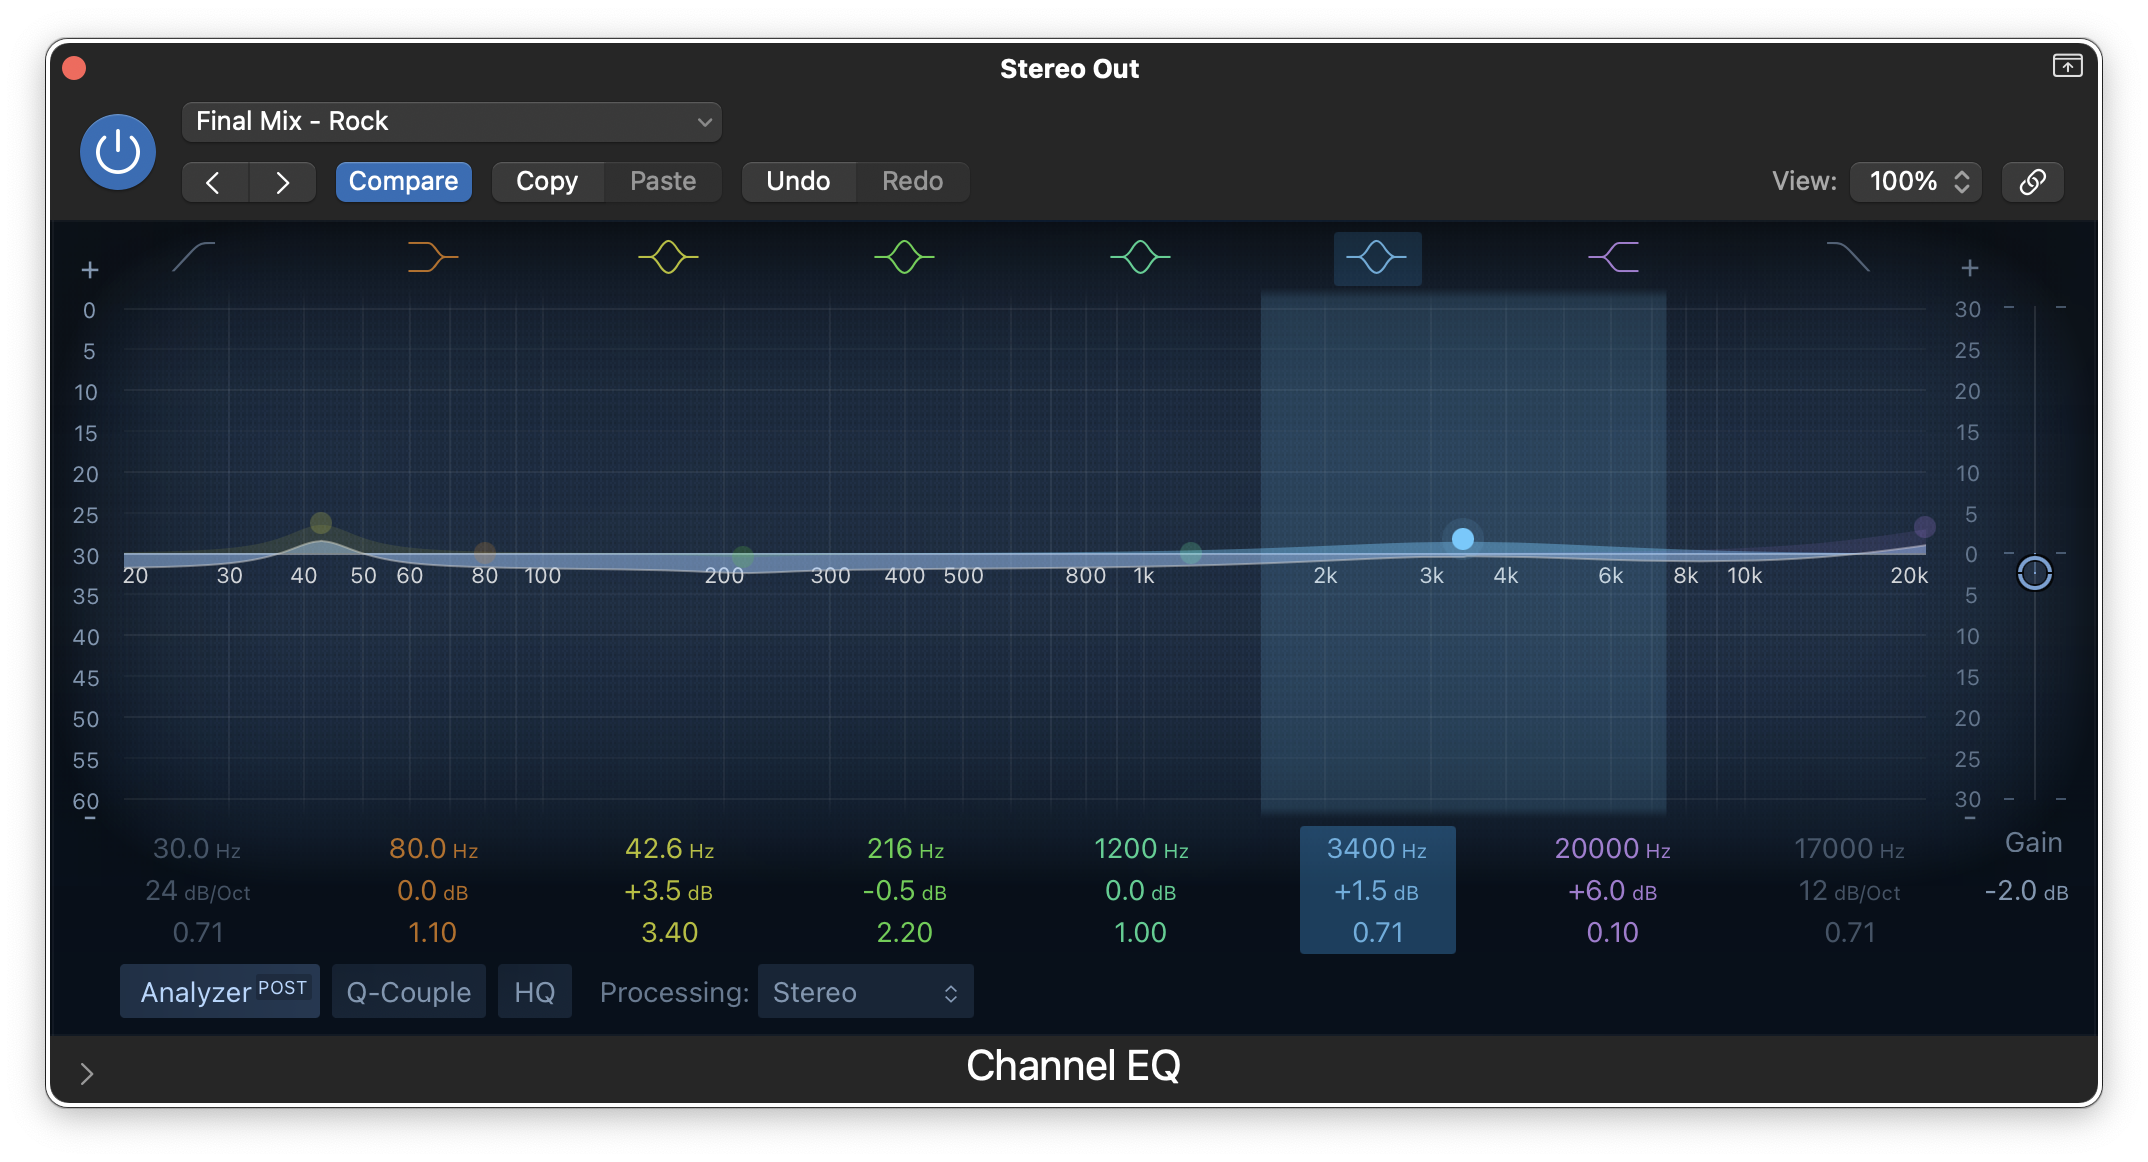 Stereo Out
Final Mix - Rock
Compare Copy Paste Undo Redo View: 100%
+ +
0 30
5 25
10 20
15 15
20 10
25 5
30 0
20 30 40 50 60 80 100 200 300 400 500 800 1k 2k 3k 4k 6k 8k 10k 20k
35 5
40 10
45 15
50 20
55 25
60 30
- -
Gain
30.0 Hz 80.0 Hz 42.6 Hz 216 Hz 1200 Hz 3400 Hz 20000 Hz 17000 Hz
24 dB/Oct 0.0 dB +3.5 dB -0.5 dB 0.0 dB +1.5 dB +6.0 dB 12 dB/Oct -2.0 dB
0.71 1.10 3.40 2.20 1.00 0.71 0.10 0.71
Analyzer POST Q-Couple HQ Processing: Stereo
Channel EQ